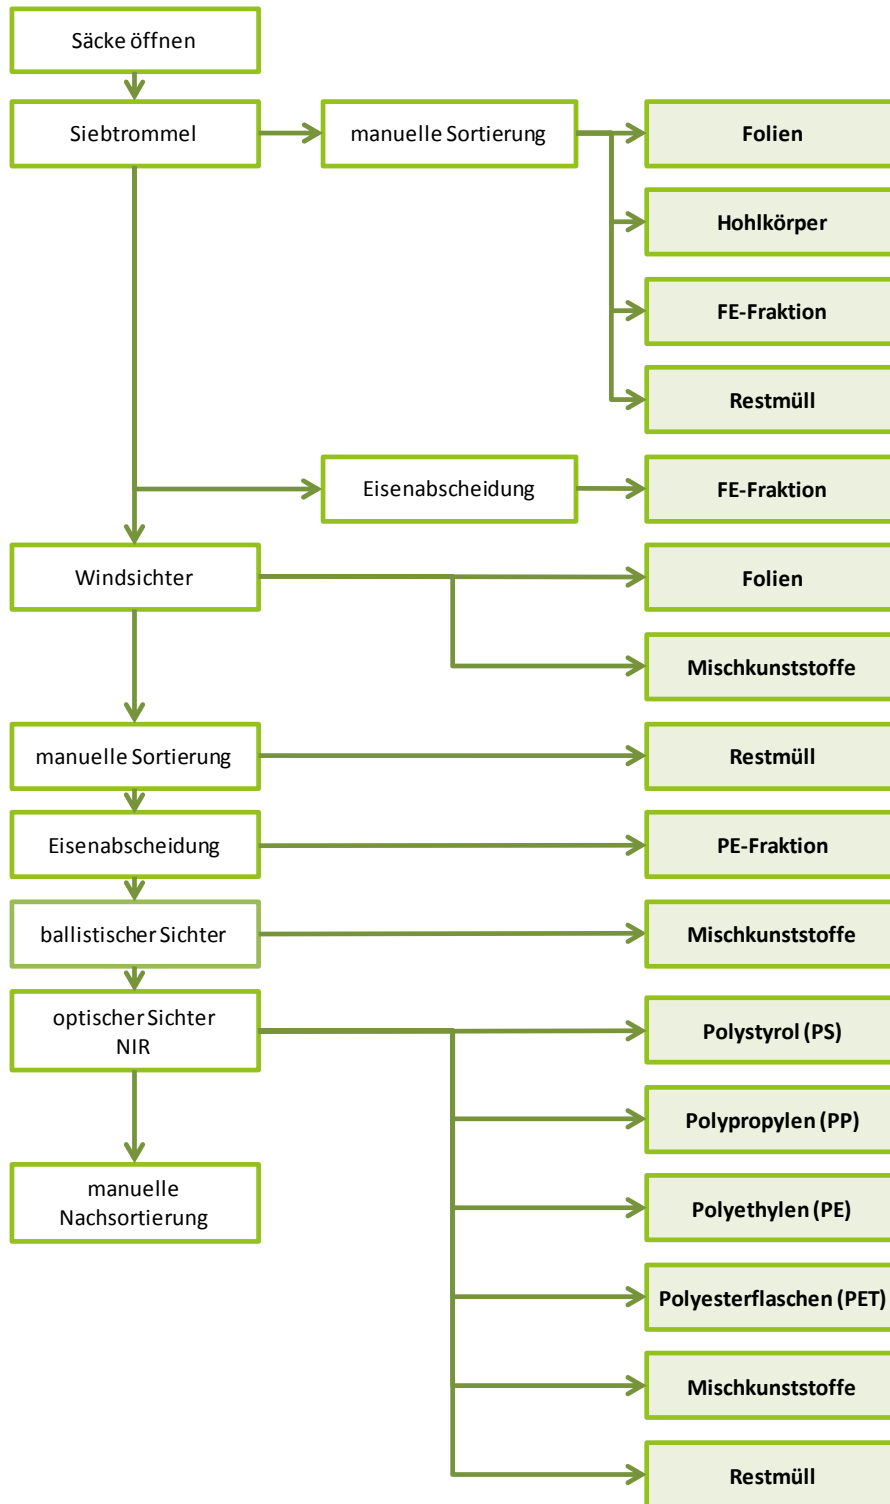 Säcke öffnen
Siebtrommel
manuelle Sortierung
Folien
Hohlkörper
FE-Fraktion
Restmüll
Eisenabscheidung
FE-Fraktion
Windsichter
Folien
Mischkunststoffe
manuelle Sortierung
Restmüll
Eisenabscheidung
PE-Fraktion
ballistischer Sichter
Mischkunststoffe
optischer Sichter
NIR
Polystyrol (PS)
Polypropylen (PP)
manuelle
Nachsortierung
Polyethylen (PE)
Polyesterflaschen (PET)
Mischkunststoffe
Restmüll